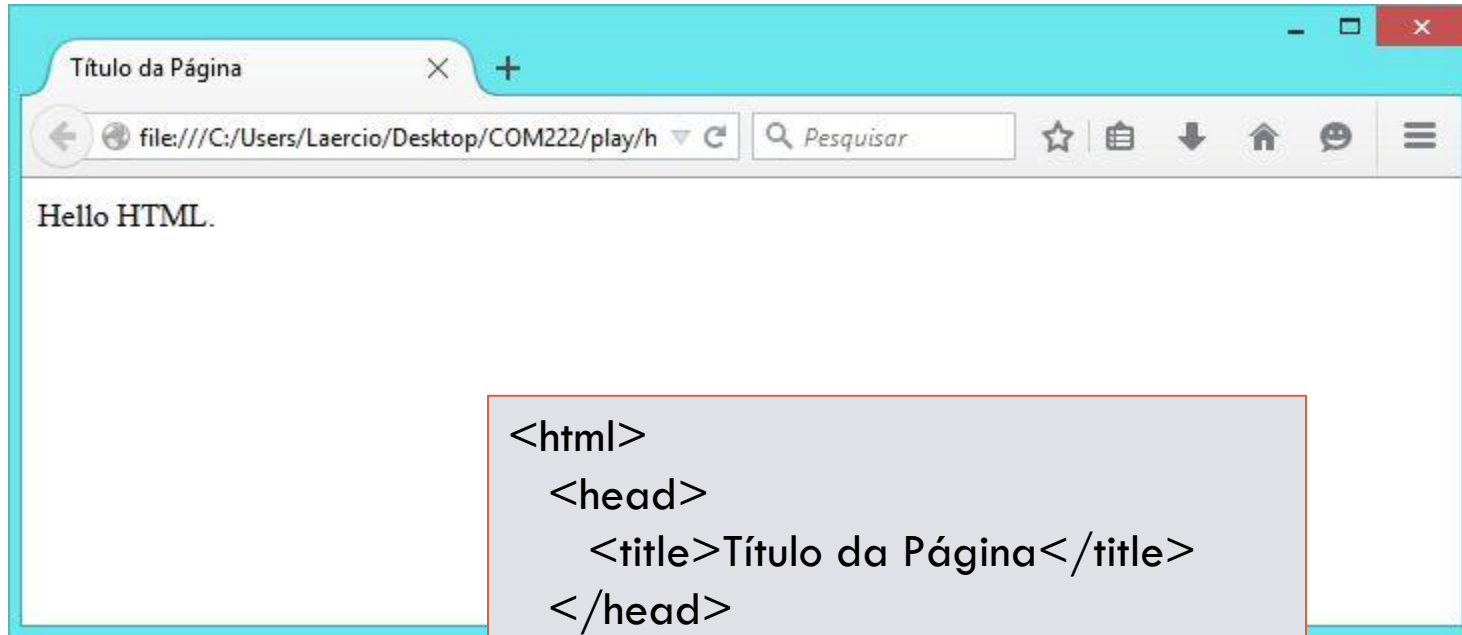 Título da Página
file:///C:/Users/Laercio/Desktop/COM222/play/h
Pesquisar
Hello HTML.
<html>
<head>
<title>Título da Página</title>
</head>